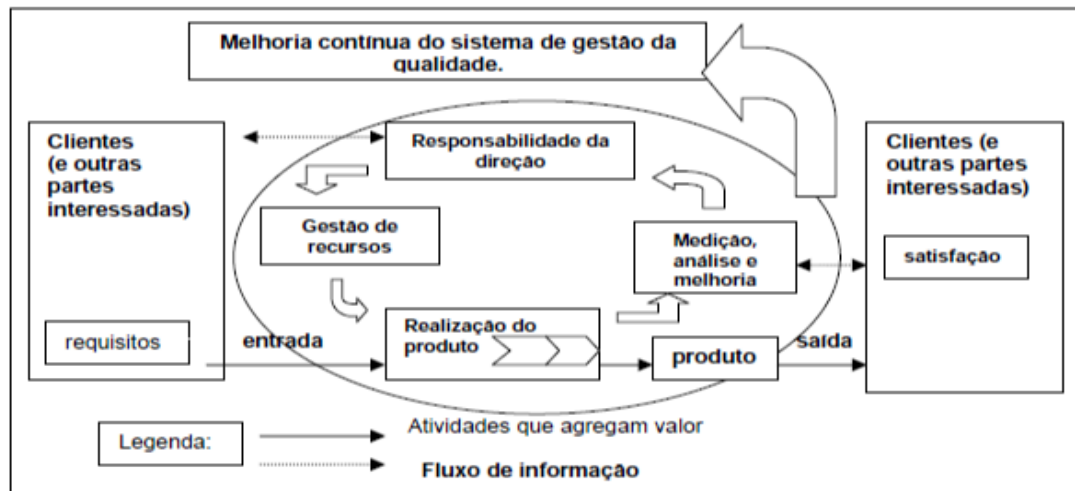 Melhoria contínua do sistema de gestão da
qualidade.
Clientes
(e outras
partes
interessadas)
requisitos
entrada
Responsabilidade da
direção
Gestão de
recursos
Realização do
produto
Medição,
análise e
melhoria
produto
saída
Clientes (e
outras partes
interessadas)
satisfação
Legenda:
Atividades que agregam valor
Fluxo de informação